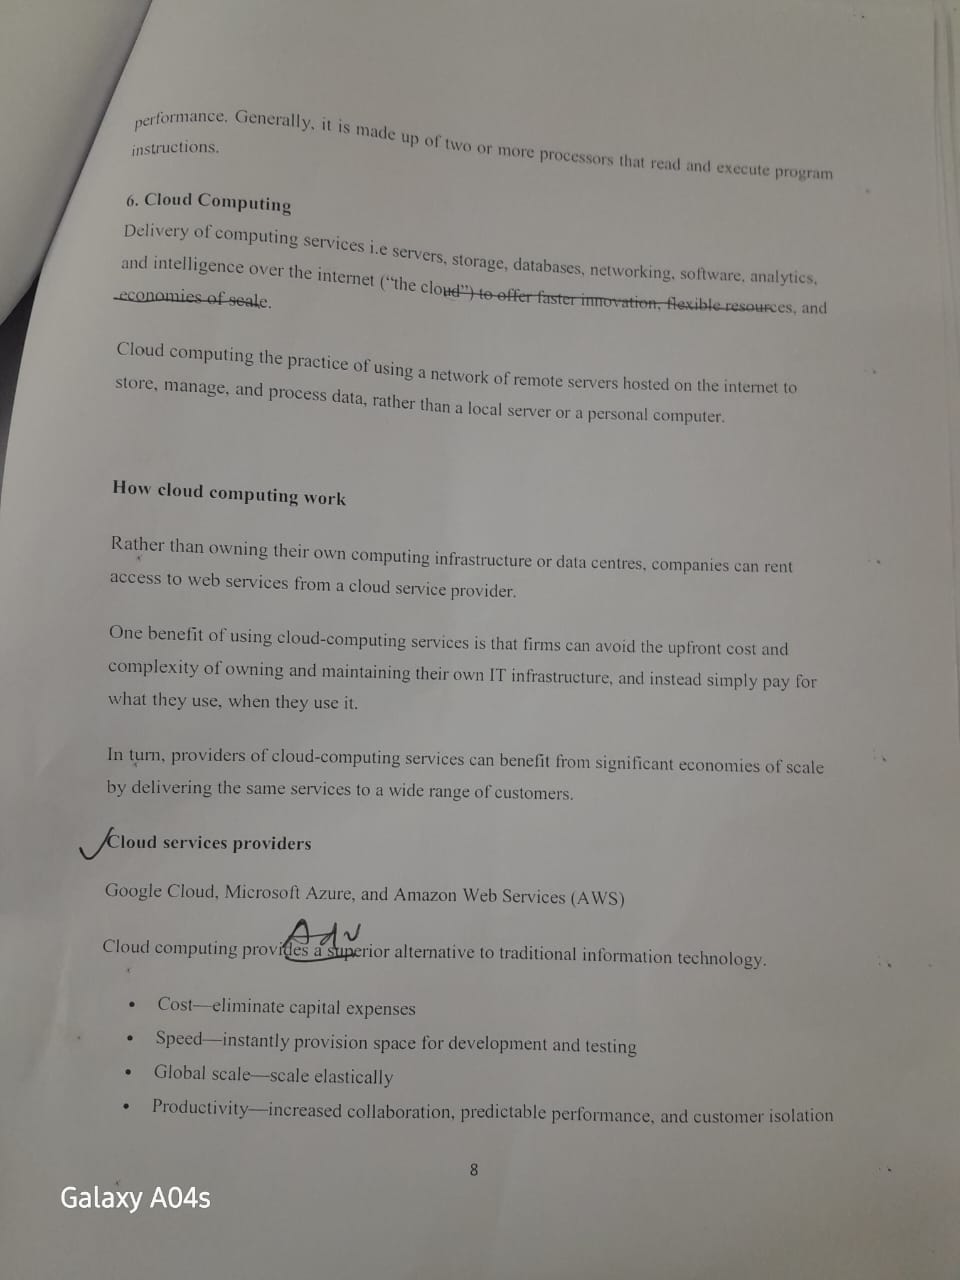 performance. Generally, it is made up of two or more processors that read and execute program
instructions.
6. Cloud Computing
Delivery of computing services i.e servers, storage, databases, networking, software, analytics,
and intelligence over the internet (“the cloud”) to offer faster innovation, flexible resources, and
economies of scale.
Cloud computing the practice of using a network of remote servers hosted on the internet to
store, manage, and process data, rather than a local server or a personal computer.
How cloud computing work
Rather than owning their own computing infrastructure or data centres, companies can rent
access to web services from a cloud service provider.
One benefit of using cloud-computing services is that firms can avoid the upfront cost and
complexity of owning and maintaining their own IT infrastructure, and instead simply pay for
what they use, when they use it.
In turn, providers of cloud-computing services can benefit from significant economies of scale
by delivering the same services to a wide range of customers.
Cloud services providers
Google Cloud, Microsoft Azure, and Amazon Web Services (AWS)
Adv
Cloud computing provides a superior alternative to traditional information technology.
• Cost—eliminate capital expenses
• Speed—instantly provision space for development and testing
• Global scale—scale elastically
• Productivity—increased collaboration, predictable performance, and customer isolation
8
Galaxy A04s